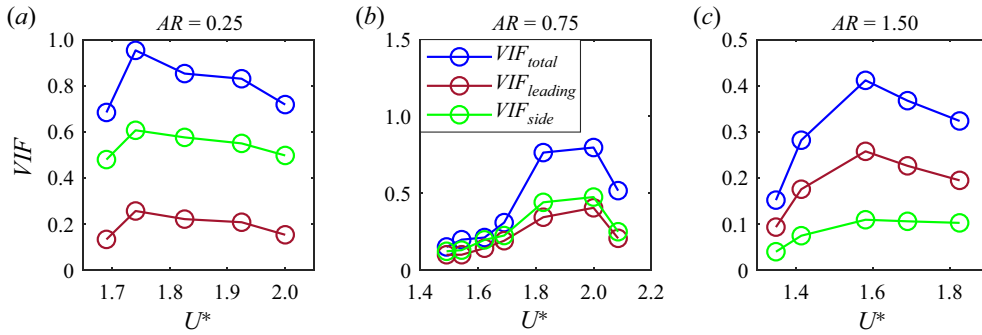 (a) AR = 0.25
(b) AR = 0.75
(c) AR = 1.50
VIF
1.0
0.8
0.6
0.4
0.2
0
1.7 1.8 1.9 2.0
U*
1.5
1.0
0.5
0
1.4 1.6 1.8 2.0 2.2
U*
VIF_total
VIF_leading
VIF_side
0.5
0.4
0.3
0.2
0.1
0
1.4 1.6 1.8
U*